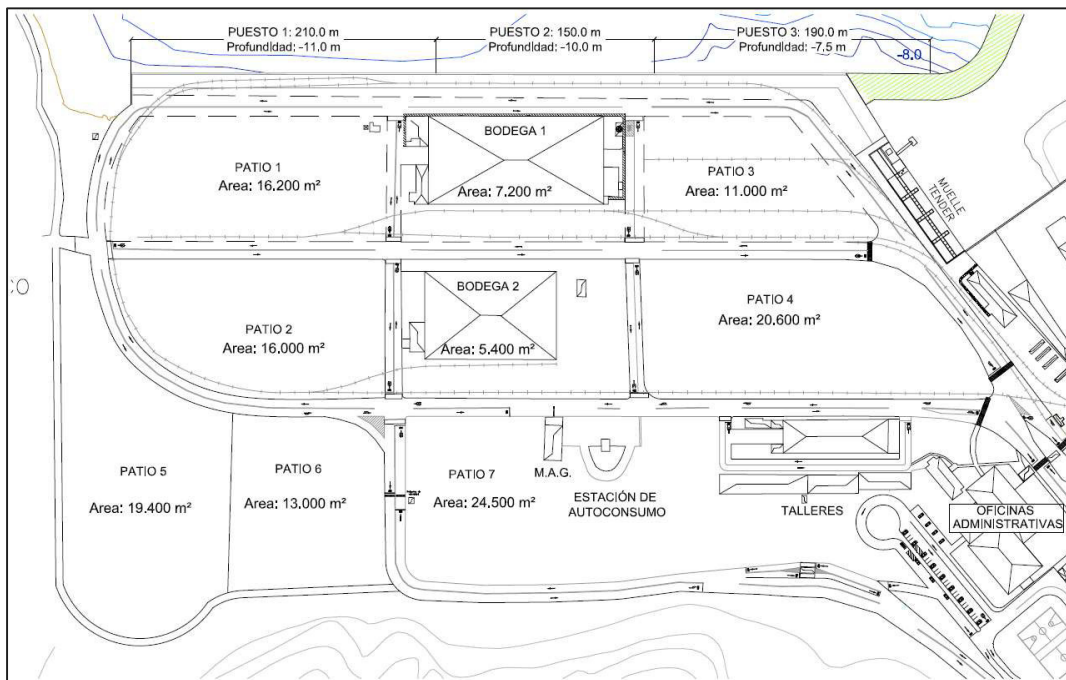 PUESTO 1: 210.0 m
Profundidad: -11,0 m
PUESTO 2: 150.0 m
Profundidad: -10,0 m
PUESTO 3: 190.0 m
Profundidad: -7,5 m
-8.0
PATIO 1
Area: 16.200 m²
BODEGA 1
Area: 7.200 m²
PATIO 3
Area: 11.000 m²
MUELLE
TENDER
CO
PATIO 2
Area: 16.000 m²
BODEGA 2
Area: 5.400 m²
PATIO 4
Area: 20.600 m²
PATIO 5
Area: 19.400 m²
PATIO 6
Area: 13.000 m²
PATIO 7
Area: 24.500 m²
M.A.G.
ESTACIÓN DE
AUTOCONSUMO
TALLERES
OFICINAS
ADMINISTRATIVAS